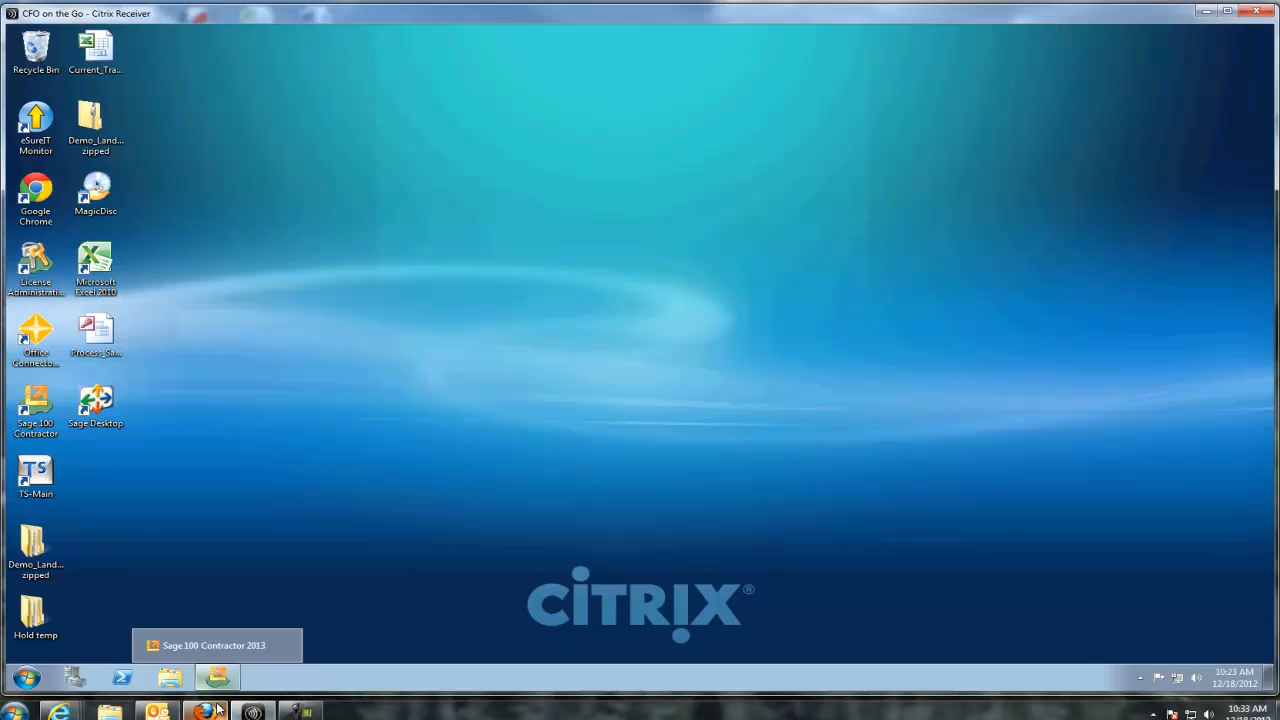 CFO on the Go - Citrix Receiver
Recycle Bin
Current_Tra...
eSureIT
Monitor
Demo_Land...
zipped
Google
Chrome
MagicDisc
License
Administrati...
Microsoft
Excel 2010
Office
Connecto...
Process_Sa...
Sage 100
Contractor
Sage Desktop
TS
TS-Main
Demo_Land...
zipped
Hold temp
CITRIX®
Sage 100 Contractor 2013
10:23 AM
12/18/2012
10:33 AM